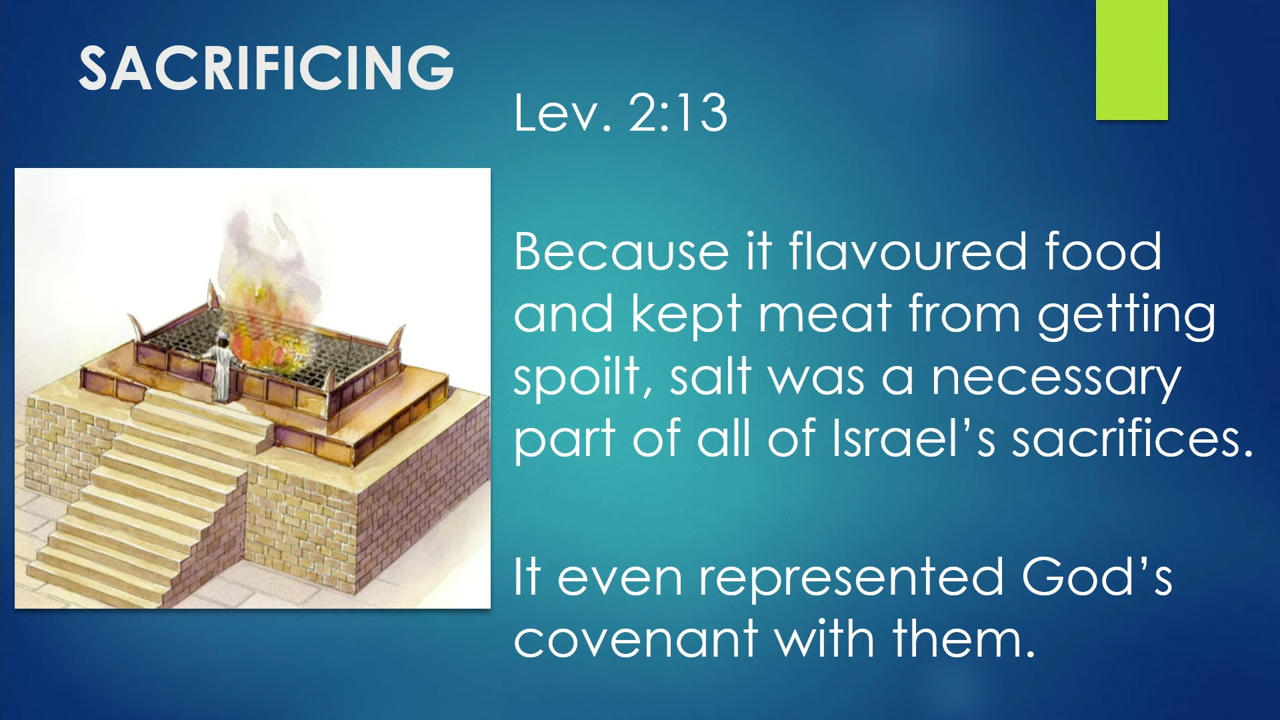 SACRIFICING
Lev. 2:13
Because it flavoured food
and kept meat from getting
spoilt, salt was a necessary
part of all of Israel’s sacrifices.
It even represented God’s
covenant with them.